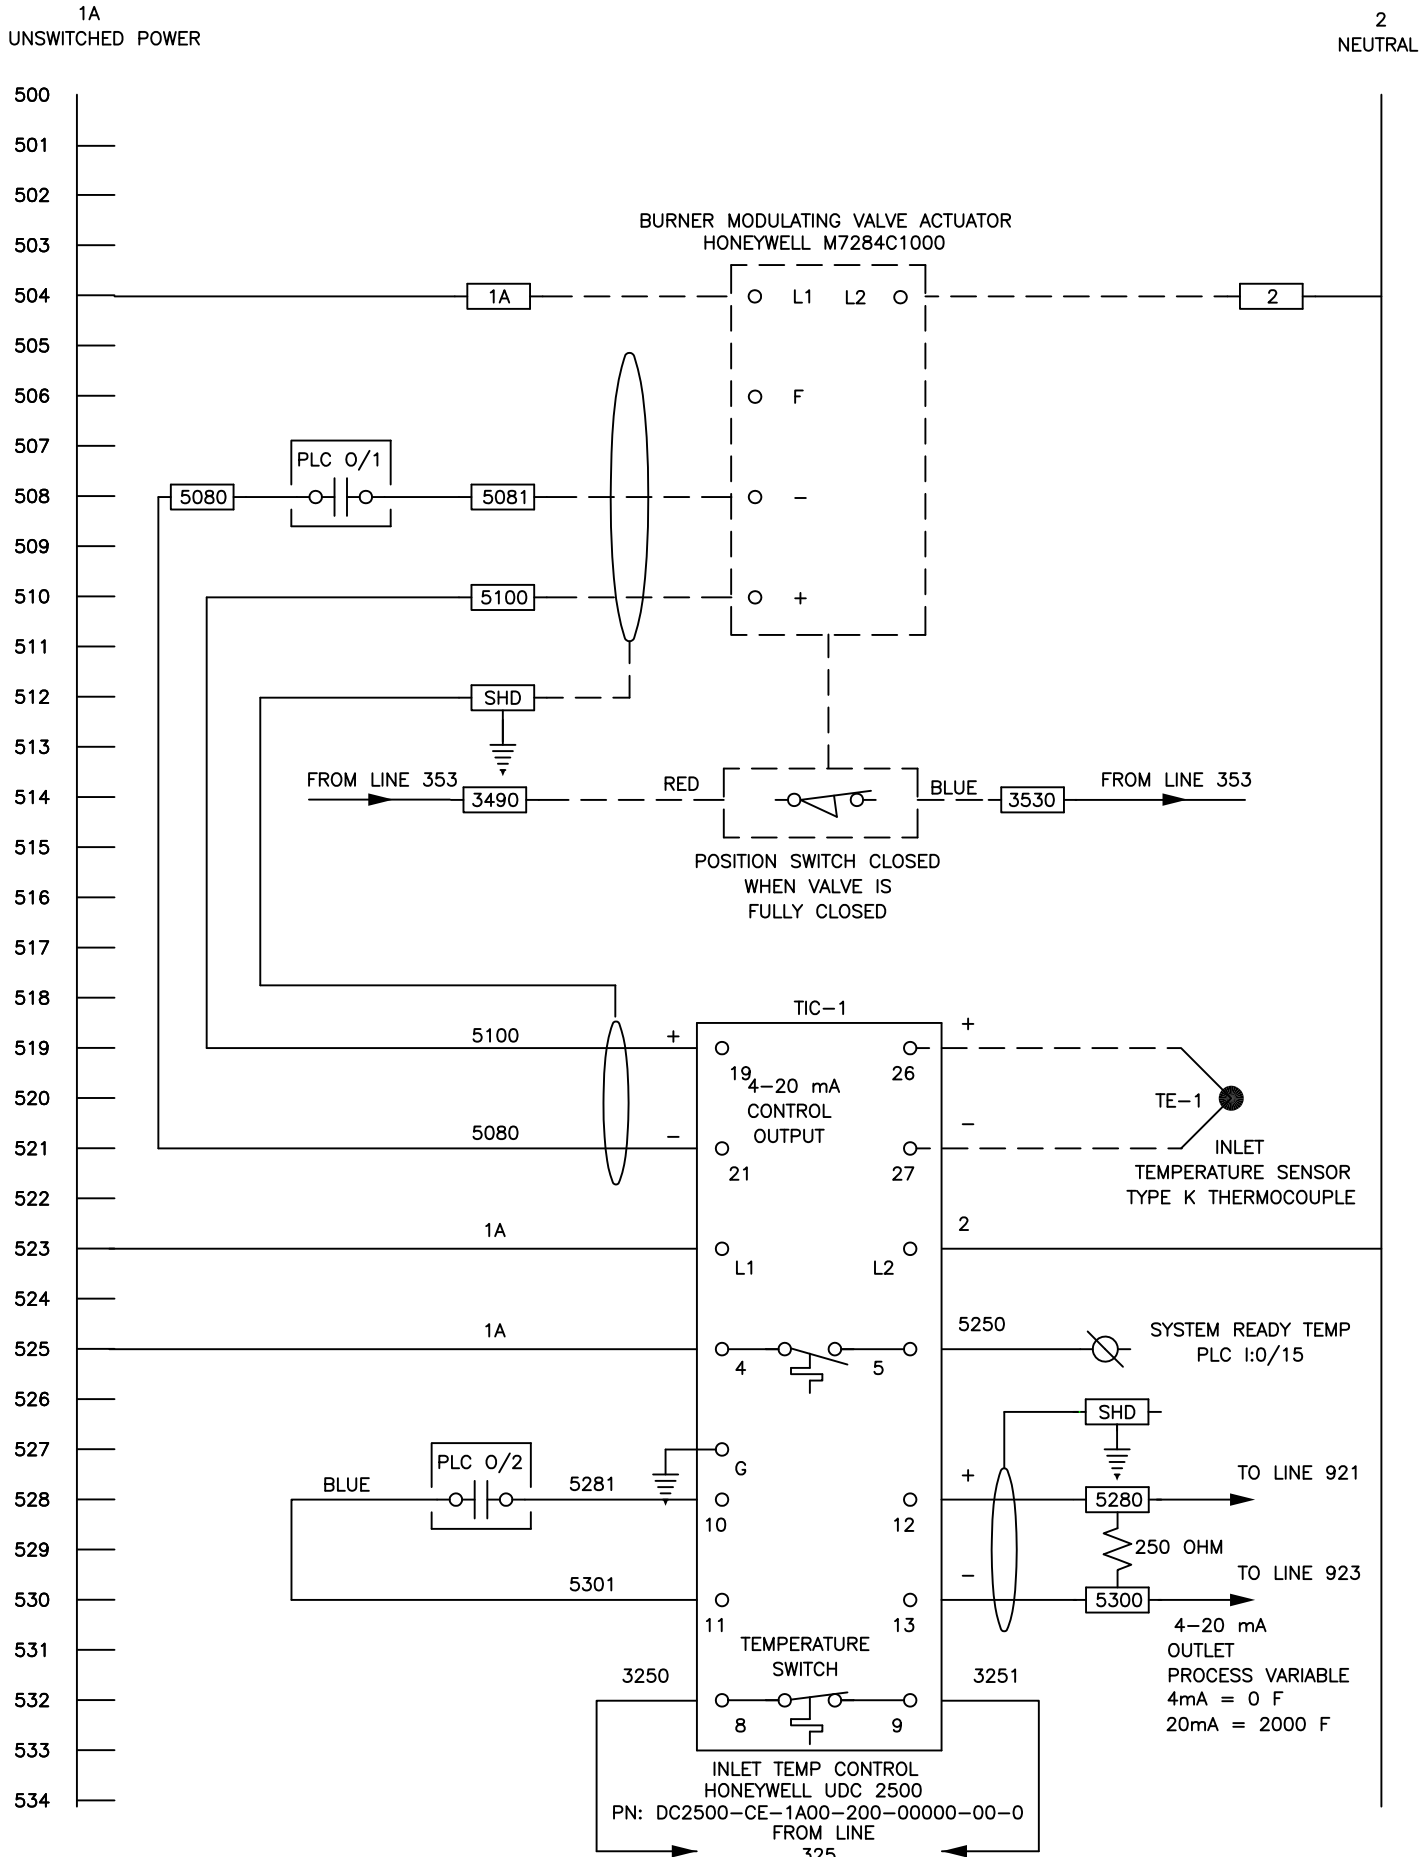 1A
UNSWITCHED POWER
2
NEUTRAL
500
501
502
503
BURNER MODULATING VALVE ACTUATOR
HONEYWELL M7284C1000
504
1A
L1 L2
2
505
506
F
507
PLC O/1
508
5080
5081
−
509
510
5100
+
511
512
SHD
513
FROM LINE 353
RED
BLUE
FROM LINE 353
514
3490
3530
515
POSITION SWITCH CLOSED
WHEN VALVE IS
FULLY CLOSED
516
517
518
TIC−1
519
5100
+
+
19
26
4−20 mA
CONTROL
OUTPUT
520
TE−1
521
5080
−
−
21
27
INLET
TEMPERATURE SENSOR
TYPE K THERMOCOUPLE
522
523
1A
2
L1
L2
524
525
1A
5250
4
5
SYSTEM READY TEMP
PLC I:0/15
526
SHD
527
G
PLC O/2
+
TO LINE 921
528
BLUE
5281
5280
10
12
529
250 OHM
530
5301
−
TO LINE 923
5300
11
13
4−20 mA
OUTLET
PROCESS VARIABLE
4mA = 0 F
20mA = 2000 F
531
TEMPERATURE
SWITCH
532
3250
3251
8
9
533
INLET TEMP CONTROL
HONEYWELL UDC 2500
534
PN: DC2500−CE−1A00−200−00000−00−0
FROM LINE
325